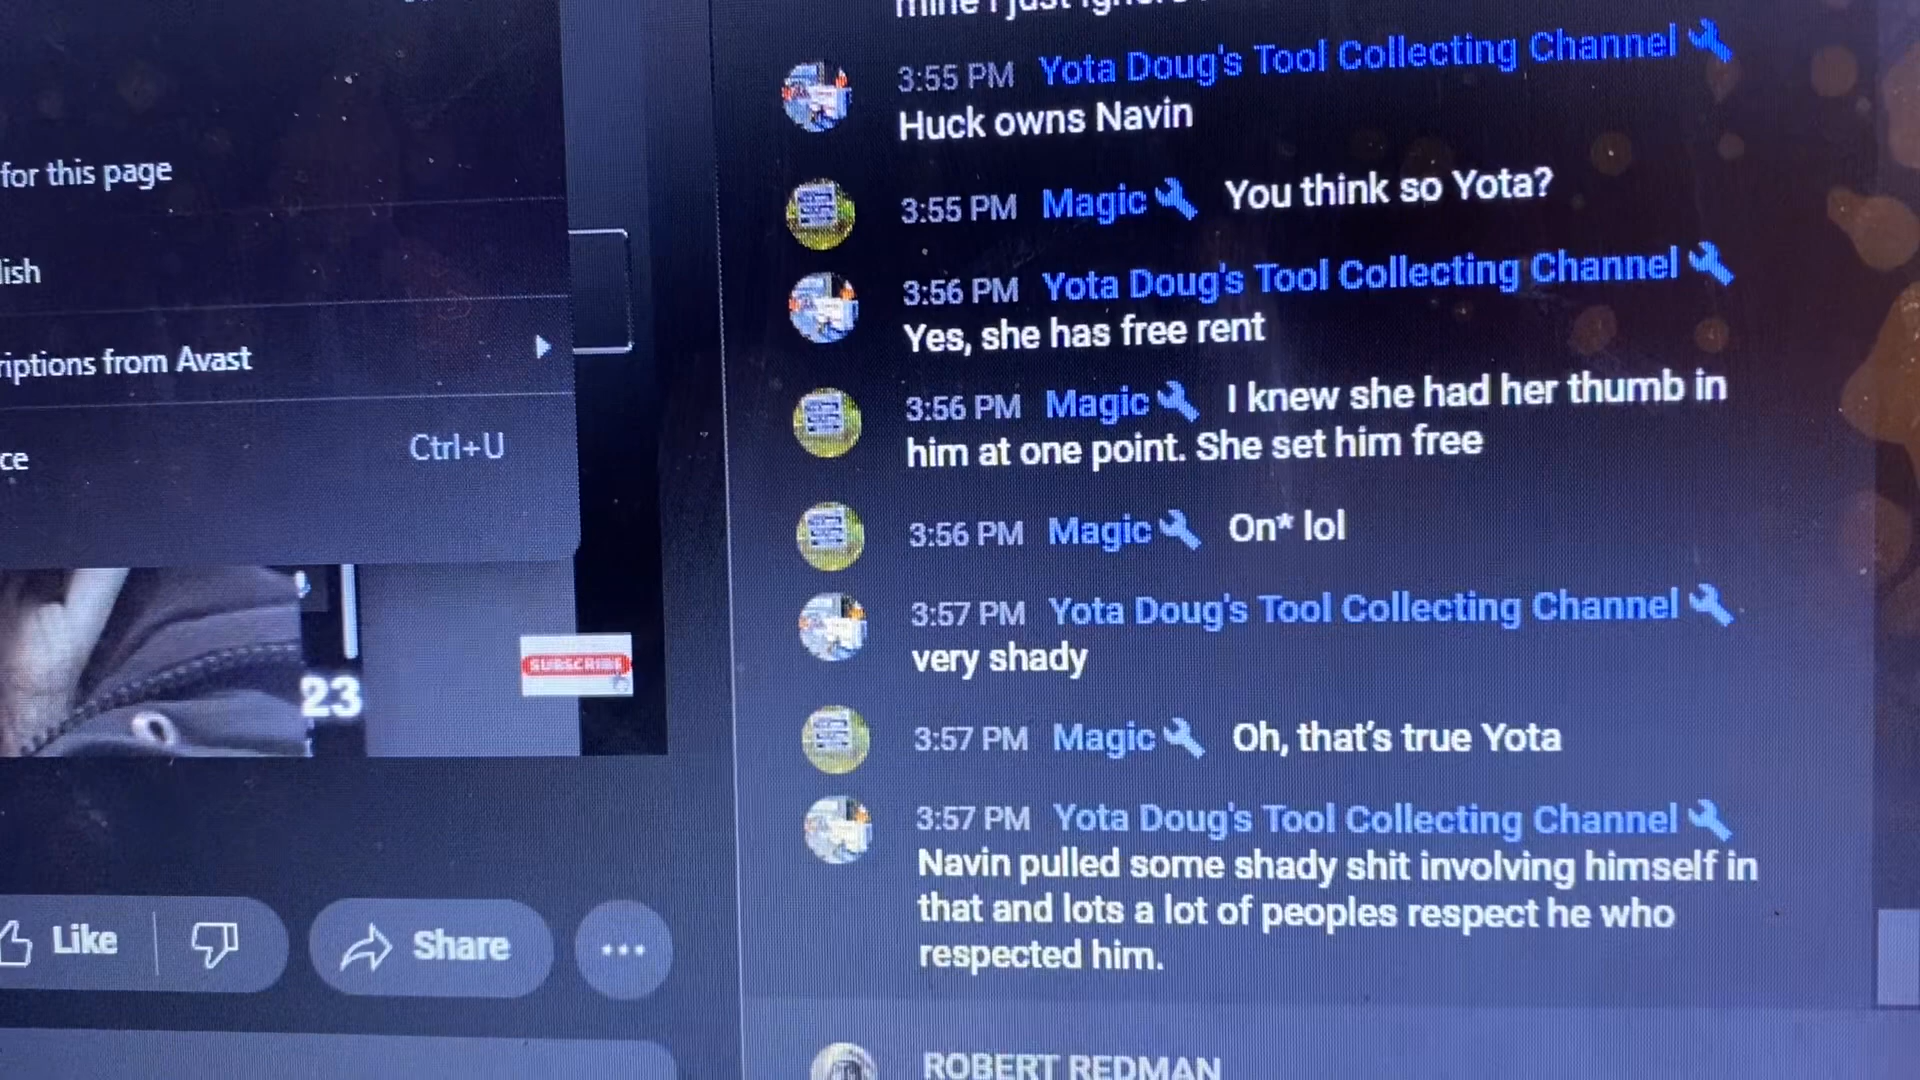 for this page
lish
riptions from Avast
ce Ctrl+U
23
SUBSCRIBE
Like
Share
3:55 PM Yota Doug's Tool Collecting Channel
Huck owns Navin
3:55 PM Magic You think so Yota?
3:56 PM Yota Doug's Tool Collecting Channel
Yes, she has free rent
3:56 PM Magic I knew she had her thumb in
him at one point. She set him free
3:56 PM Magic On* lol
3:57 PM Yota Doug's Tool Collecting Channel
very shady
3:57 PM Magic Oh, that's true Yota
3:57 PM Yota Doug's Tool Collecting Channel
Navin pulled some shady shit involving himself in
that and lots a lot of peoples respect he who
respected him.
ROBERT REDMAN